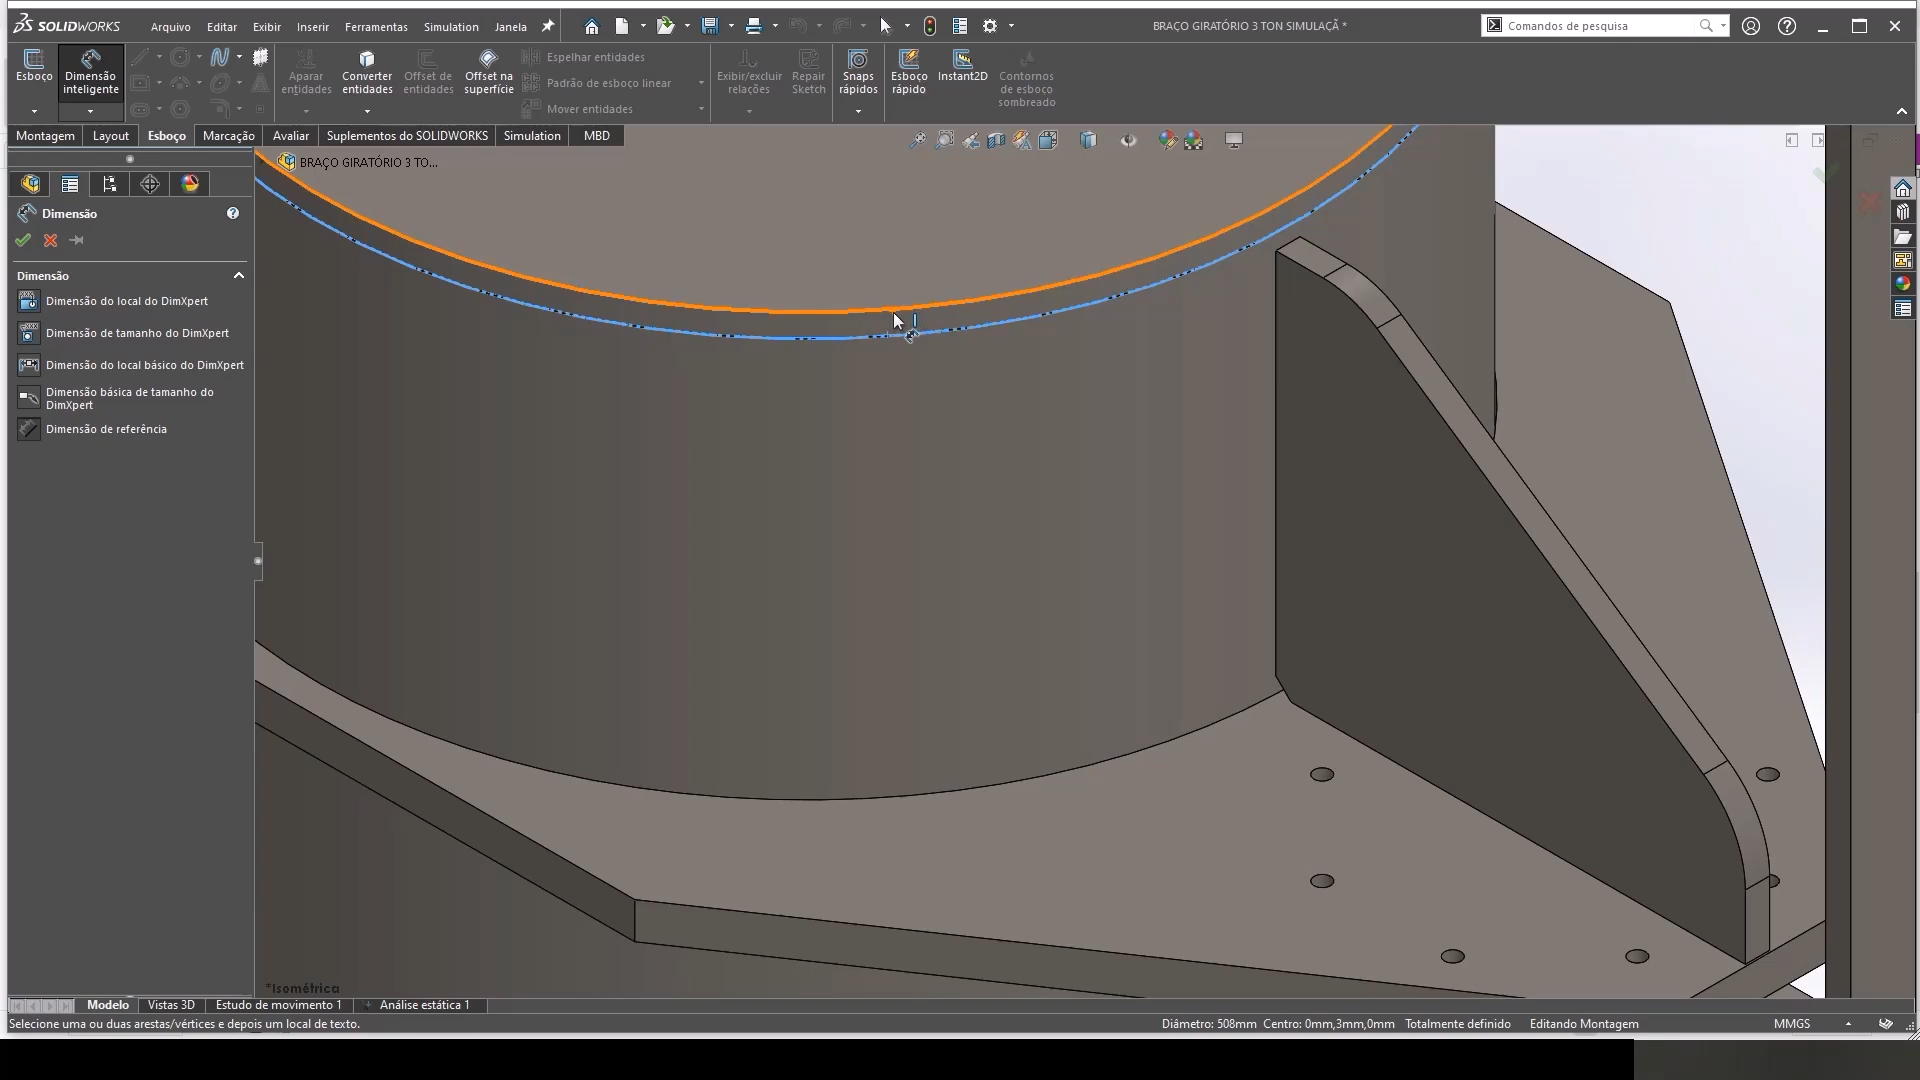 SOLIDWORKS
Arquivo Editar Exibir Inserir Ferramentas Simulation Janela
BRAÇO GIRATÓRIO 3 TON SIMULAÇÃ *
Comandos de pesquisa
Esboço
Dimensão inteligente
Aparar entidades
Converter entidades
Offset de entidades
Offset na superfície
Espelhar entidades
Padrão de esboço linear
Mover entidades
Exibir/excluir relações
Repair Sketch
Snaps rápidos
Esboço rápido
Instant2D
Contornos de esboço sombreado
Montagem Layout Esboço Marcação Avaliar Suplementos do SOLIDWORKS Simulation MBD
BRAÇO GIRATÓRIO 3 TO...
Dimensão
Dimensão
Dimensão do local do DimXpert
Dimensão de tamanho do DimXpert
Dimensão do local básico do DimXpert
Dimensão básica de tamanho do
DimXpert
Dimensão de referência
*Isométrica
Modelo Vistas 3D Estudo de movimento 1 Análise estática 1
Selecione uma ou duas arestas/vértices e depois um local de texto.
Diâmetro: 508mm Centro: 0mm,3mm,0mm Totalmente definido Editando Montagem MMGS